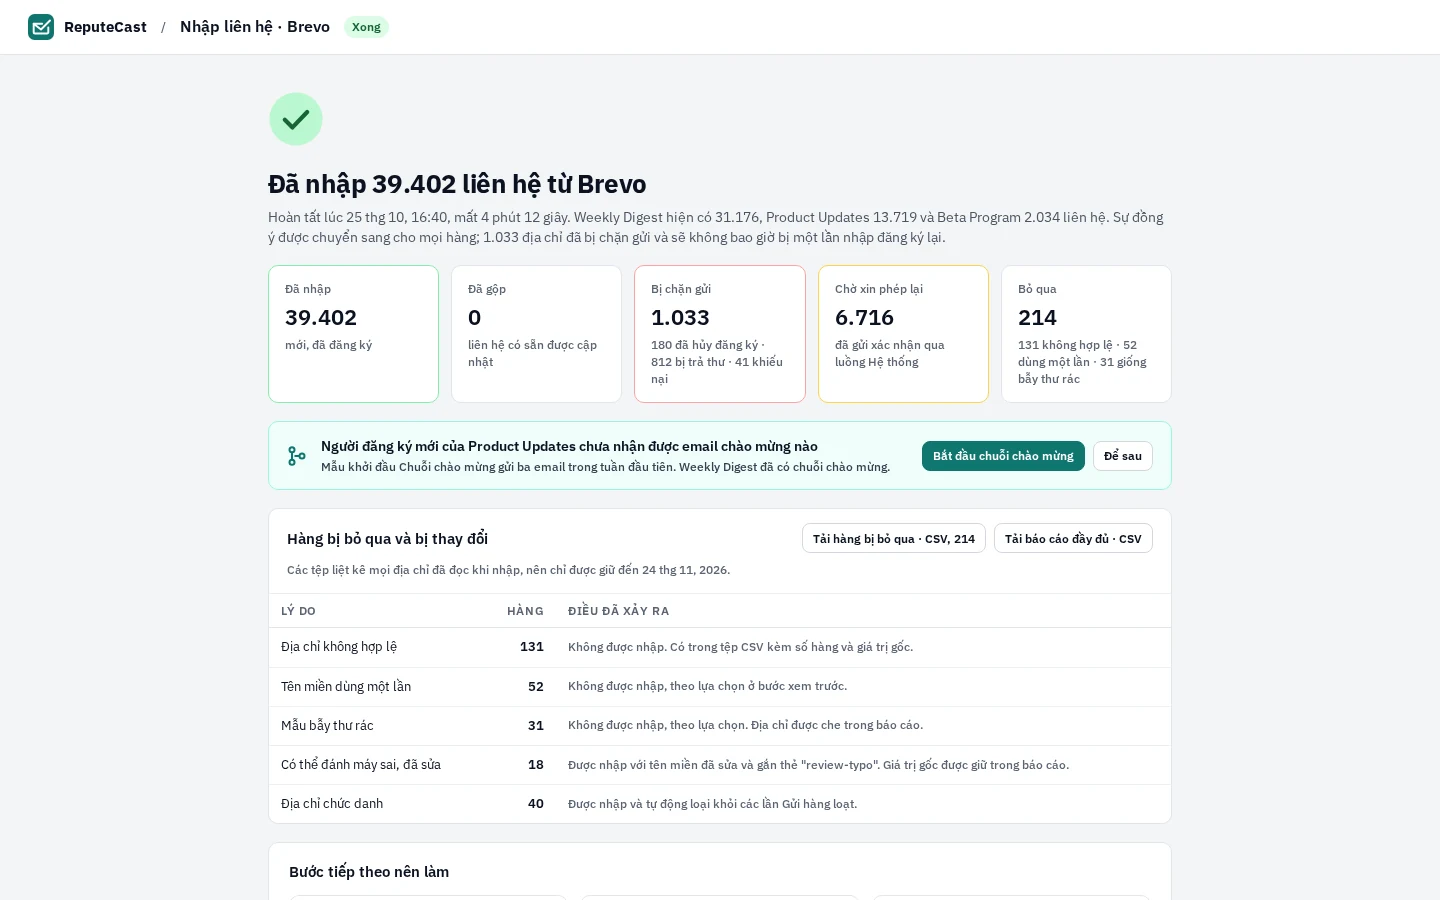 ReputeCast / Nhập liên hệ · Brevo Xong
Đã nhập 39.402 liên hệ từ Brevo
Hoàn tất lúc 25 thg 10, 16:40, mất 4 phút 12 giây. Weekly Digest hiện có 31.176, Product Updates 13.719 và Beta Program 2.034 liên hệ. Sự đồng
ý được chuyển sang cho mọi hàng; 1.033 địa chỉ đã bị chặn gửi và sẽ không bao giờ bị một lần nhập đăng ký lại.
Đã nhập
39.402
mới, đã đăng ký
Đã gộp
0
liên hệ có sẵn được cập
nhật
Bị chặn gửi
1.033
180 đã hủy đăng ký ·
812 bị trả thư · 41 khiếu
nại
Chờ xin phép lại
6.716
đã gửi xác nhận qua
luồng Hệ thống
Bỏ qua
214
131 không hợp lệ · 52
dùng một lần · 31 giống
bẫy thư rác
Người đăng ký mới của Product Updates chưa nhận được email chào mừng nào
Mẫu khởi đầu Chuỗi chào mừng gửi ba email trong tuần đầu tiên. Weekly Digest đã có chuỗi chào mừng.
Bắt đầu chuỗi chào mừng
Để sau
Hàng bị bỏ qua và bị thay đổi
Tải hàng bị bỏ qua · CSV, 214
Tải báo cáo đầy đủ · CSV
Các tệp liệt kê mọi địa chỉ đã đọc khi nhập, nên chỉ được giữ đến 24 thg 11, 2026.
LÝ DO HÀNG ĐIỀU ĐÃ XẢY RA
Địa chỉ không hợp lệ 131 Không được nhập. Có trong tệp CSV kèm số hàng và giá trị gốc.
Tên miền dùng một lần 52 Không được nhập, theo lựa chọn ở bước xem trước.
Mẫu bẫy thư rác 31 Không được nhập, theo lựa chọn. Địa chỉ được che trong báo cáo.
Có thể đánh máy sai, đã sửa 18 Được nhập với tên miền đã sửa và gắn thẻ "review-typo". Giá trị gốc được giữ trong báo cáo.
Địa chỉ chức danh 40 Được nhập và tự động loại khỏi các lần Gửi hàng loạt.
Bước tiếp theo nên làm